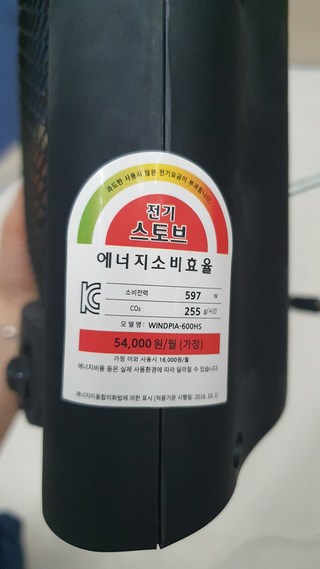 과도한 사용시 많은 전기요금이 부과됩니다.
전기
스토브
에너지소비효율
소비전력 597 W
CO₂ 255 g/시간
모델명: WINDPIA-600HS
54,000원/월 (가정)
가정 이외 사용시 16,000원/월
에너지비용 등은 실제 사용환경에 따라 달라질 수 있습니다.
에너지이용합리화법에 의한 표시 (적용기준 시행일: 2016. 10. 1)